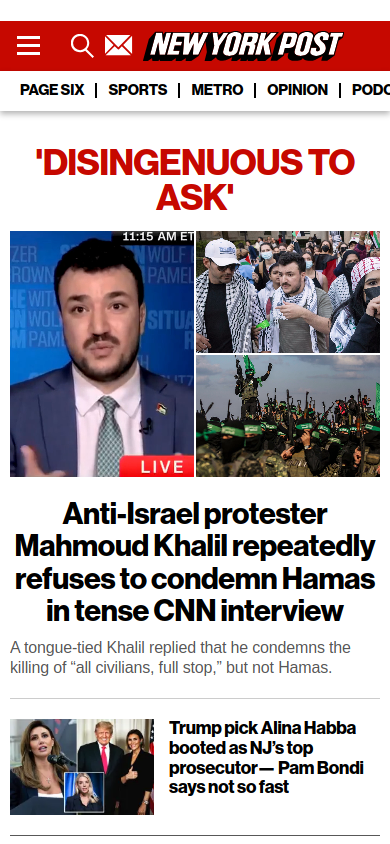 NEW YORK POST
PAGE SIX
SPORTS
METRO
OPINION
PODC
'DISINGENUOUS TO
ASK'
11:15 AM ET
LIVE
Anti-Israel protester
Mahmoud Khalil repeatedly
refuses to condemn Hamas
in tense CNN interview
A tongue-tied Khalil replied that he condemns the
killing of “all civilians, full stop,” but not Hamas.
Trump pick Alina Habba
booted as NJ’s top
prosecutor— Pam Bondi
says not so fast